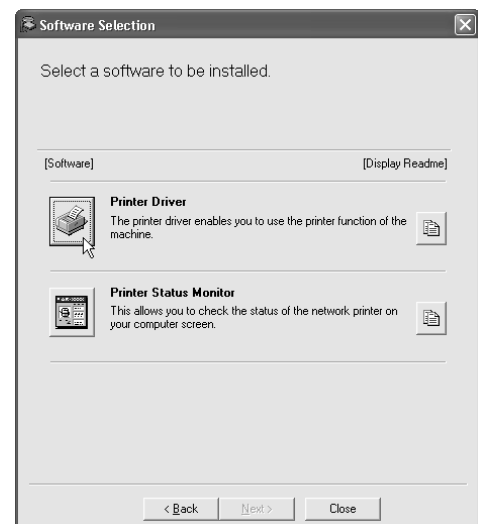 Software Selection
Select a software to be installed.
[Software] [Display Readme]
Printer Driver
The printer driver enables you to use the printer function of the
machine.
Printer Status Monitor
This allows you to check the status of the network printer on
your computer screen.
< Back Next > Close